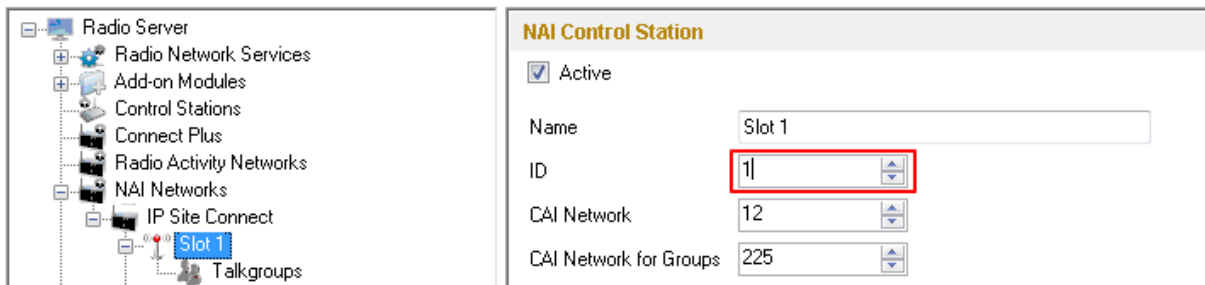 Radio Server
Radio Network Services
Add-on Modules
Control Stations
Connect Plus
Radio Activity Networks
NAI Networks
IP Site Connect
Slot 1
Talkgroups
NAI Control Station
Active
Name Slot 1
ID 1
CAI Network 12
CAI Network for Groups 225